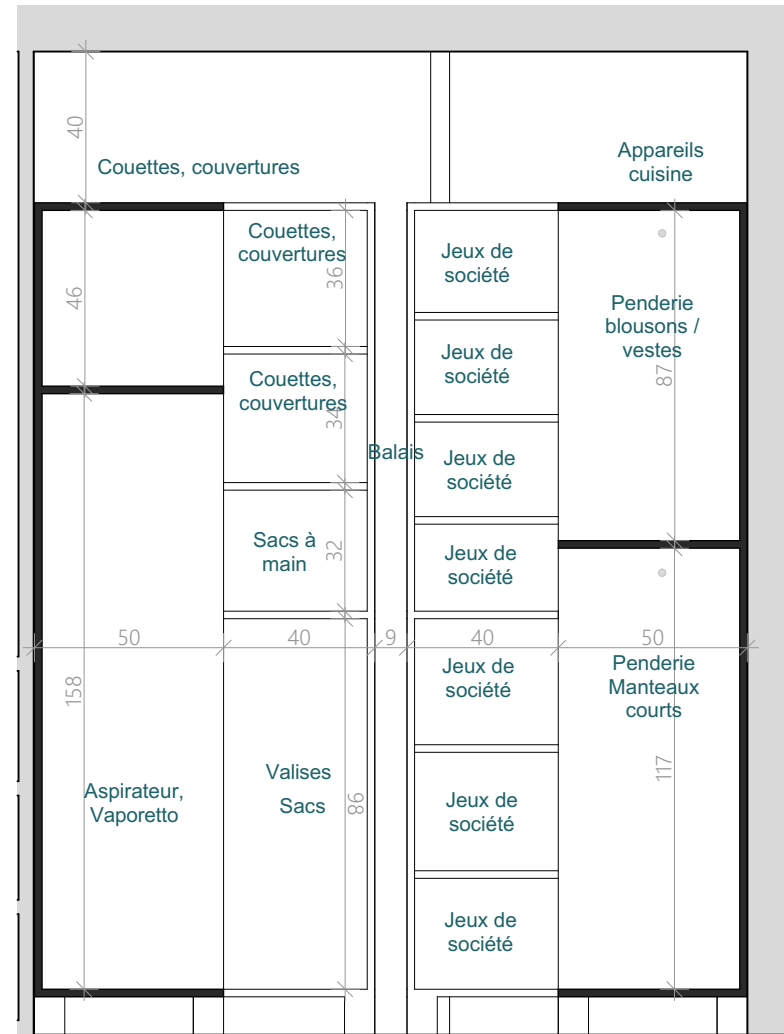 40
Couettes, couvertures
Appareils
cuisine
46
Couettes,
couvertures
36
Couettes,
couvertures
34
Sacs à
main
32
Balais
Jeux de
société
Jeux de
société
Jeux de
société
Jeux de
société
Penderie
blousons /
vestes
87
50
40
9
40
50
158
Aspirateur,
Vaporetto
Valises
Sacs
86
Jeux de
société
Jeux de
société
Jeux de
société
Penderie
Manteaux
courts
117